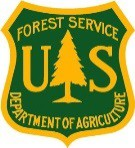 FOREST SERVICE
U S
DEPARTMENT OF AGRICULTURE